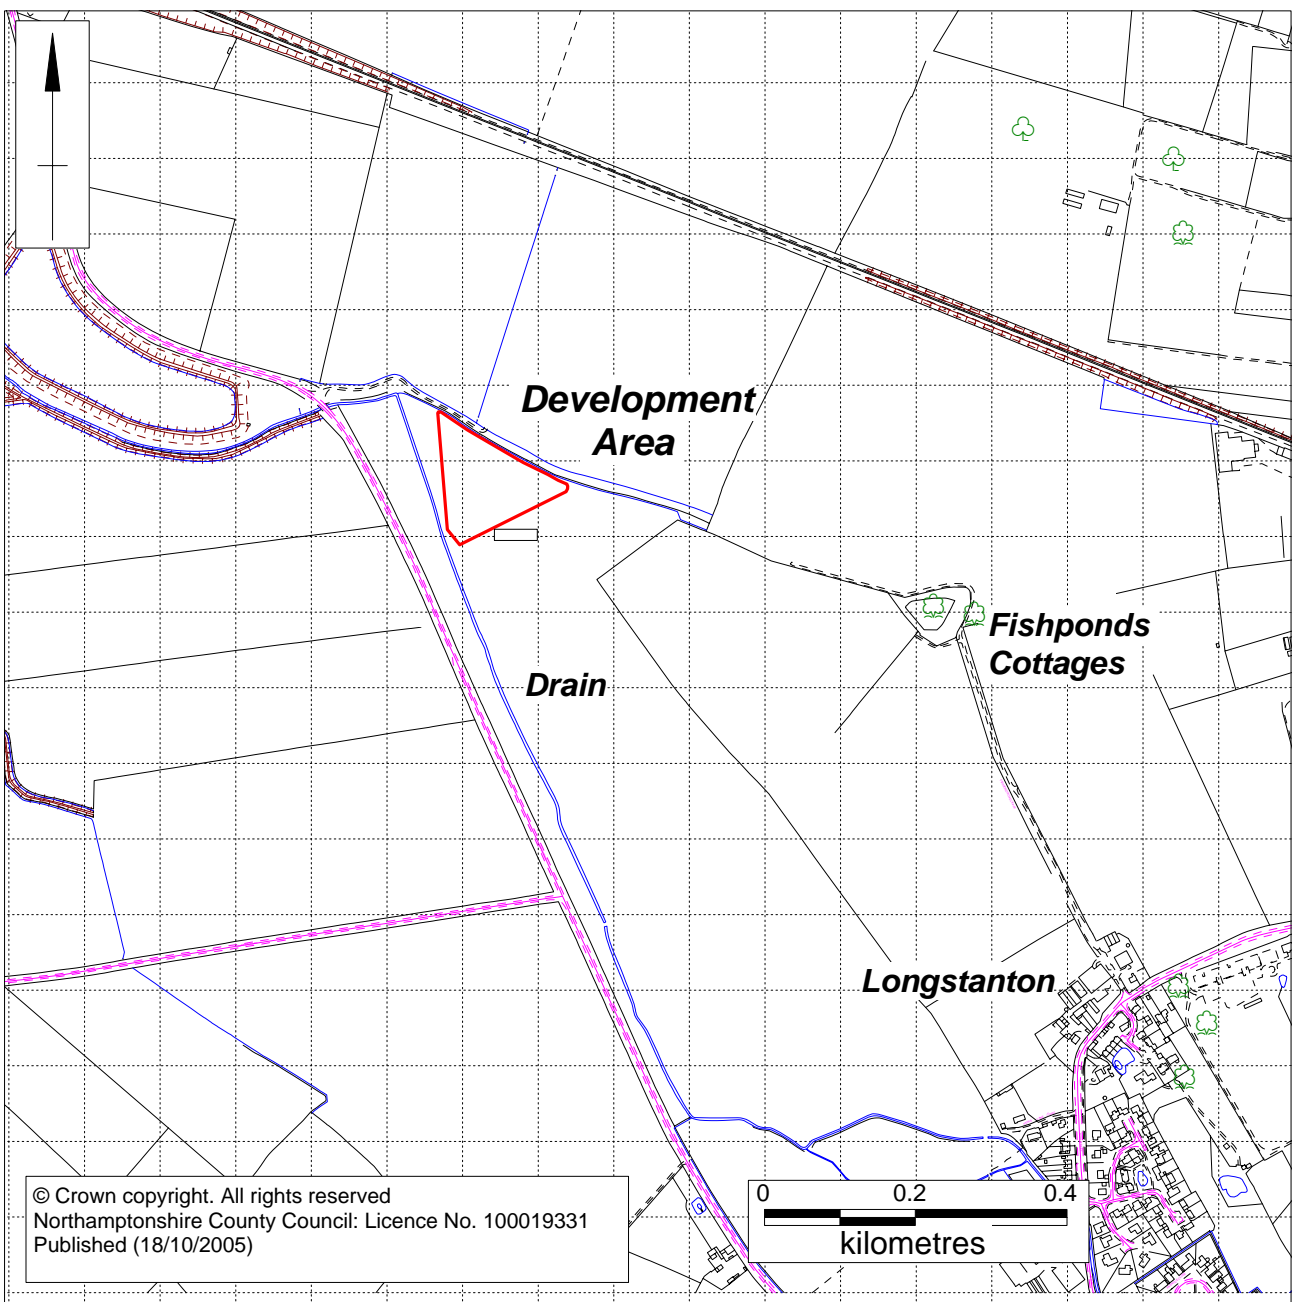 Development
Area
Fishponds
Cottages
Drain
Longstanton
© Crown copyright. All rights reserved
Northamptonshire County Council: Licence No. 100019331
Published (18/10/2005)
0 0.2 0.4
kilometres